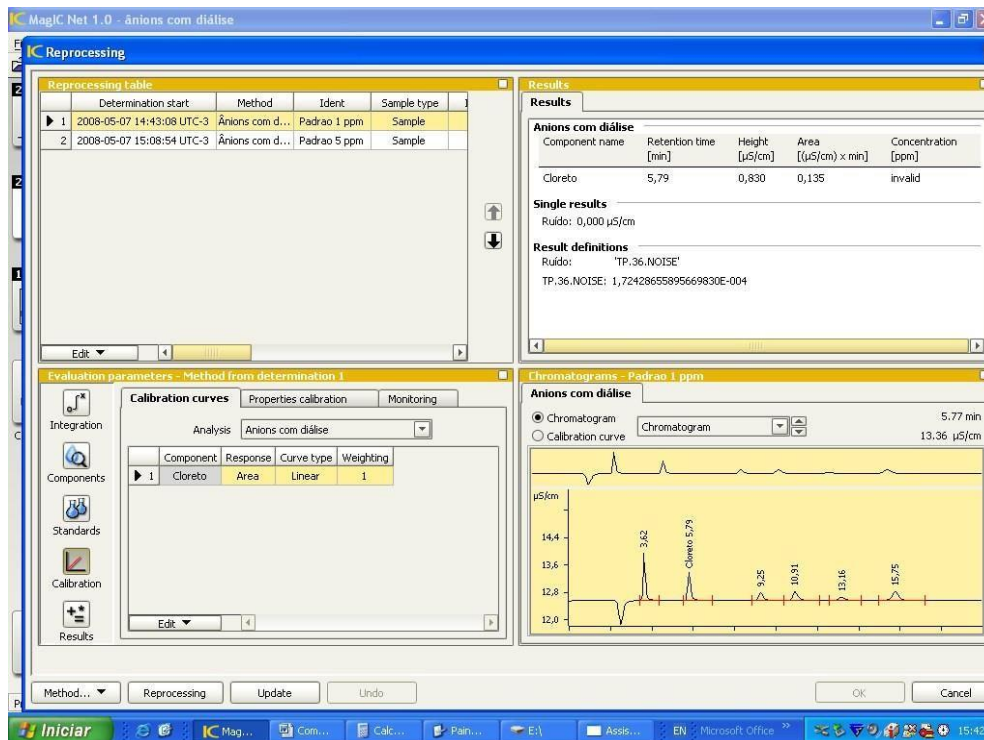 MagIC Net 1.0 - ânions com diálise
Reprocessing
Reprocessing table
Determination start Method Ident Sample type
1 2008-05-07 14:43:08 UTC-3 Ânions com d... Padrao 1 ppm Sample
2 2008-05-07 15:08:54 UTC-3 Ânions com d... Padrao 5 ppm Sample
Edit
Results
Results
Anions com diálise
Component name Retention time [min] Height [µS/cm] Area [(µS/cm) x min] Concentration [ppm]
Cloreto 5,79 0,830 0,135 invalid
Single results
Ruído: 0,000 µS/cm
Result definitions
Ruído: 'TP.36.NOISE'
TP.36.NOISE: 1,72428655895669830E-004
Evaluation parameters - Method from determination 1
Integration
Components
Standards
Calibration
Results
Calibration curves Properties calibration Monitoring
Analysis Anions com diálise
Component Response Curve type Weighting
1 Cloreto Area Linear 1
Edit
Chromatograms - Padrao 1 ppm
Anions com diálise
Chromatogram Chromatogram 5.77 min
Calibration curve 13.36 µS/cm
µS/cm
14,4
13,6
12,8
12,0
3,62
Cloreto 5,79
9,25
10,91
13,16
15,75
Method... Reprocessing Update Undo OK Cancel
Iniciar Mag... Com... Calc... Pain... E:\ Assis... EN Microsoft Office 15:42